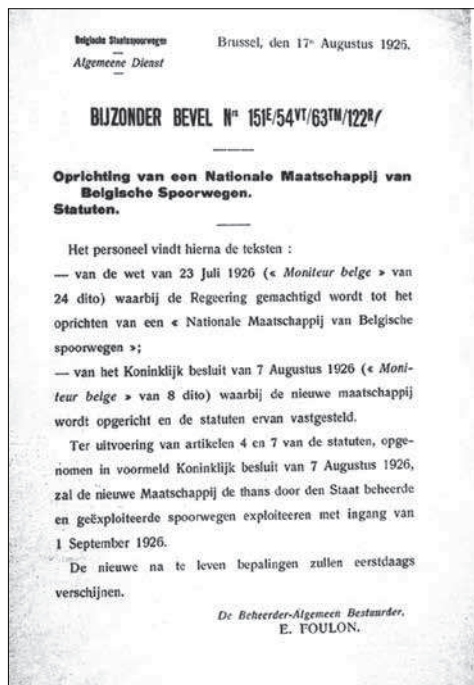 Belgische Staatsspoorwegen
Algemeene Dienst
Brussel, den 17n Augustus 1926.
BIJZONDER BEVEL Nrs 151E/54VT/63TM/122R/
Oprichting van een Nationale Maatschappij van
Belgische Spoorwegen.
Statuten.
Het personeel vindt hierna de teksten :
— van de wet van 23 Juli 1926 (« Moniteur belge » van
24 dito) waarbij de Regeering gemachtigd wordt tot het
oprichten van een « Nationale Maatschappij van Belgische
spoorwegen »;
— van het Koninklijk besluit van 7 Augustus 1926 (« Moni-
teur belge » van 8 dito) waarbij de nieuwe maatschappij
wordt opgericht en de statuten ervan vastgesteld.
Ter uitvoering van artikelen 4 en 7 van de statuten, opge-
nomen in voormeld Koninklijk besluit van 7 Augustus 1926,
zal de nieuwe Maatschappij de thans door den Staat beheerde
en geëxploiteerde spoorwegen exploiteeren met ingang van
1 September 1926.
De nieuwe na te leven bepalingen zullen eerstdaags
verschijnen.
De Beheerder-Algemeen Bestuurder,
E. FOULON.